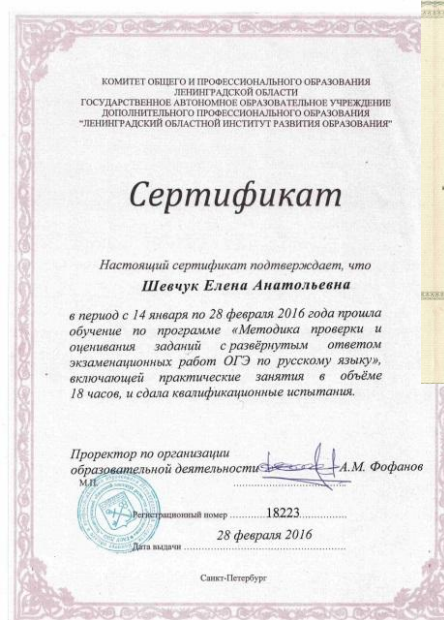 КОМИТЕТ ОБЩЕГО И ПРОФЕССИОНАЛЬНОГО ОБРАЗОВАНИЯ
ЛЕНИНГРАДСКОЙ ОБЛАСТИ
ГОСУДАРСТВЕННОЕ АВТОНОМНОЕ ОБРАЗОВАТЕЛЬНОЕ УЧРЕЖДЕНИЕ
ДОПОЛНИТЕЛЬНОГО ПРОФЕССИОНАЛЬНОГО ОБРАЗОВАНИЯ
"ЛЕНИНГРАДСКИЙ ОБЛАСТНОЙ ИНСТИТУТ РАЗВИТИЯ ОБРАЗОВАНИЯ"
Сертификат
Настоящий сертификат подтверждает, что
Шевчук Елена Анатольевна
в период с 14 января по 28 февраля 2016 года прошла
обучение по программе «Методика проверки и
оценивания заданий с развёрнутым ответом
экзаменационных работ ОГЭ по русскому языку»,
включающей практические занятия в объёме
18 часов, и сдала квалификационные испытания.
Проректор по организации
образовательной деятельности А.М. Фофанов
М.П.
Регистрационный номер 18223
28 февраля 2016
Дата выдачи
Санкт-Петербург